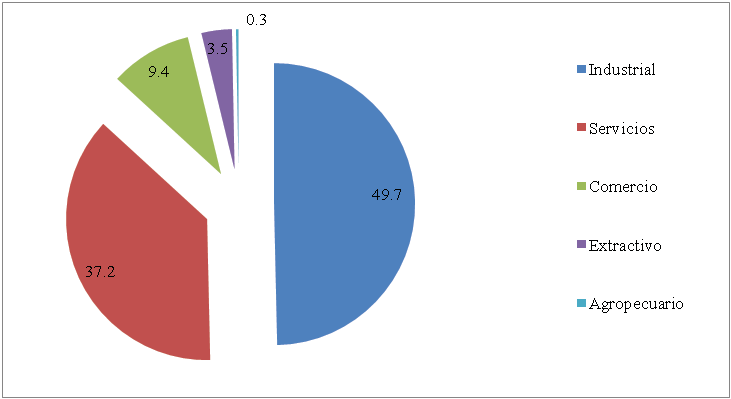 0.3
3.5
9.4
49.7
37.2
Industrial
Servicios
Comercio
Extractivo
Agropecuario